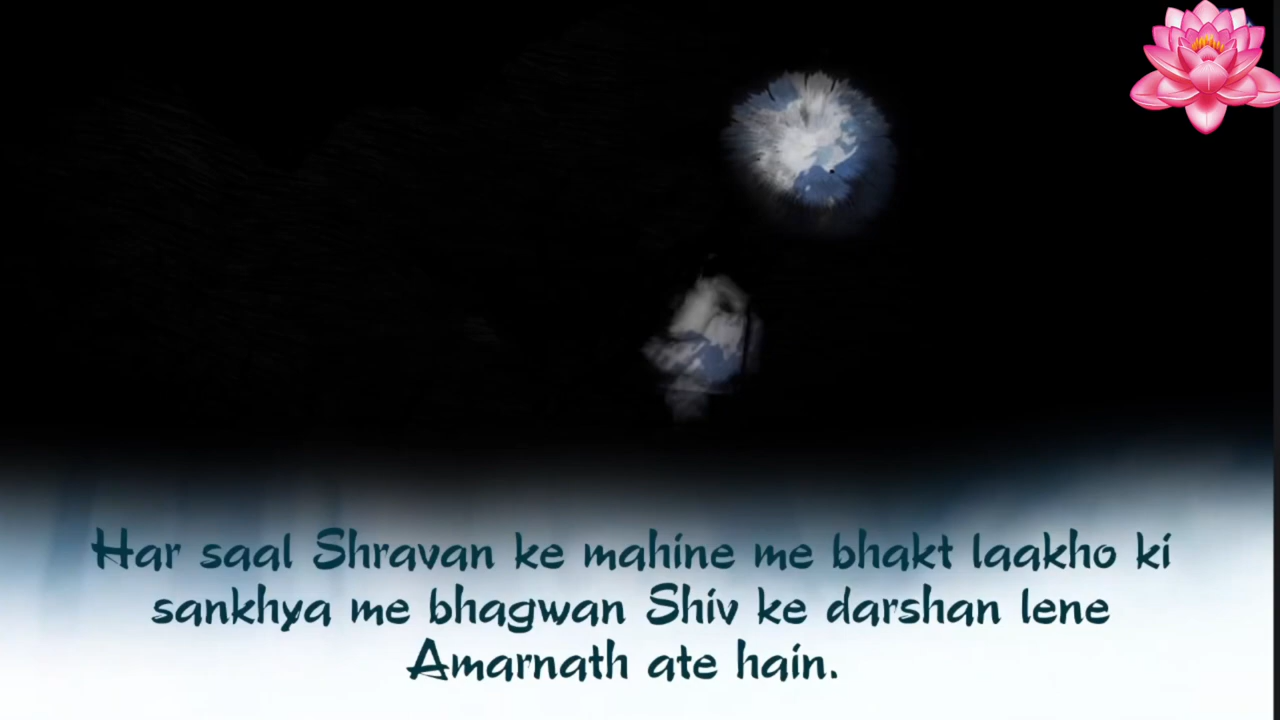 Har saal Shravan ke mahine me bhakt laakho ki
sankhya me bhagwan Shiv ke darshan lene
Amarnath ate hain.